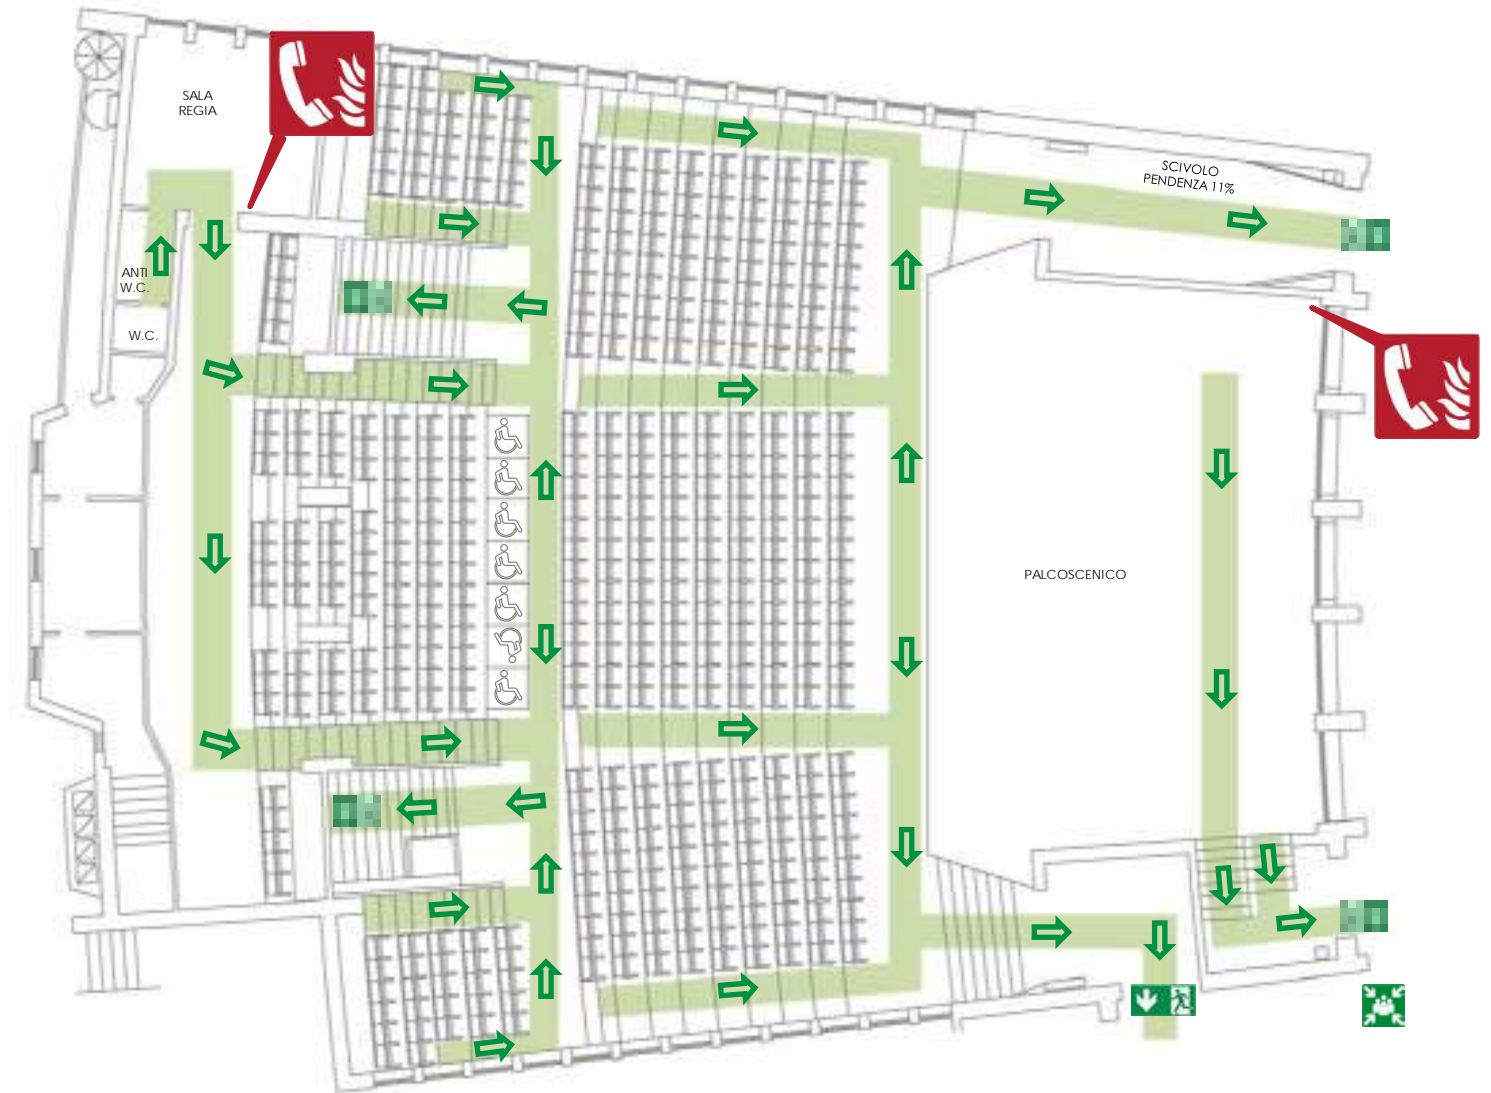 SALA
REGIA
SCIVOLO
PENDENZA 11%
ANTI
W.C.
W.C.
PALCOSCENICO